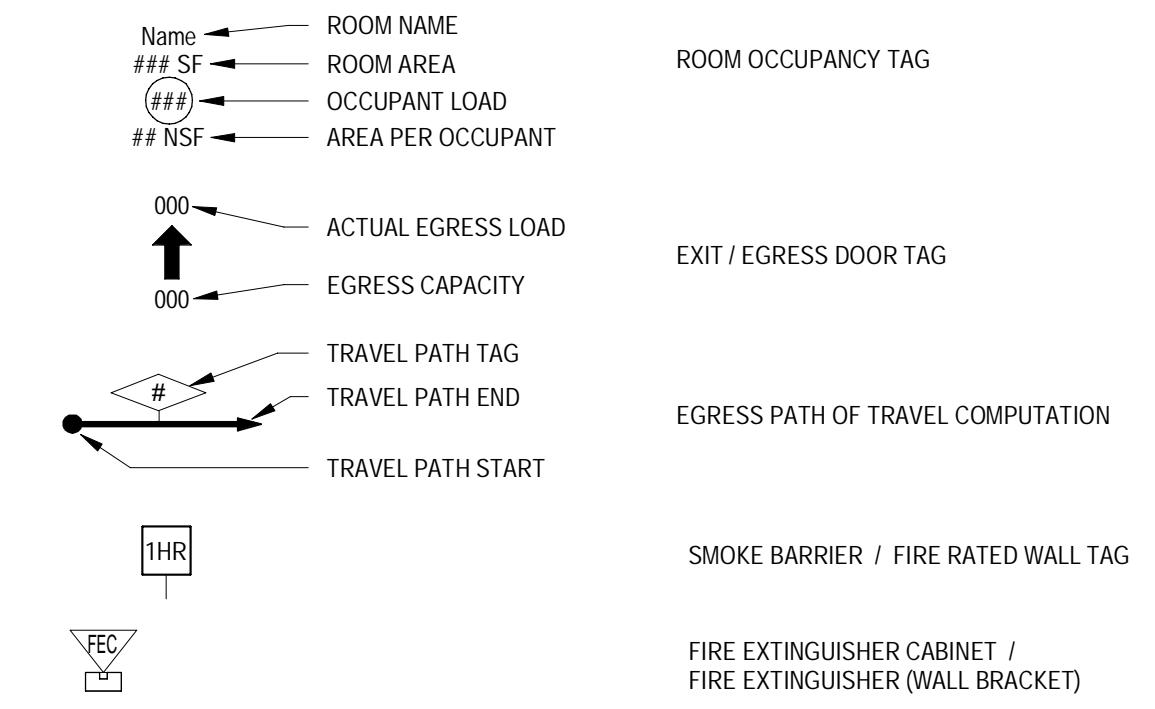 Name
ROOM NAME
### SF
ROOM AREA
ROOM OCCUPANCY TAG
###
OCCUPANT LOAD
## NSF
AREA PER OCCUPANT
000
ACTUAL EGRESS LOAD
EXIT / EGRESS DOOR TAG
000
EGRESS CAPACITY
TRAVEL PATH TAG
#
TRAVEL PATH END
EGRESS PATH OF TRAVEL COMPUTATION
TRAVEL PATH START
1HR
SMOKE BARRIER / FIRE RATED WALL TAG
FEC
FIRE EXTINGUISHER CABINET /
FIRE EXTINGUISHER (WALL BRACKET)